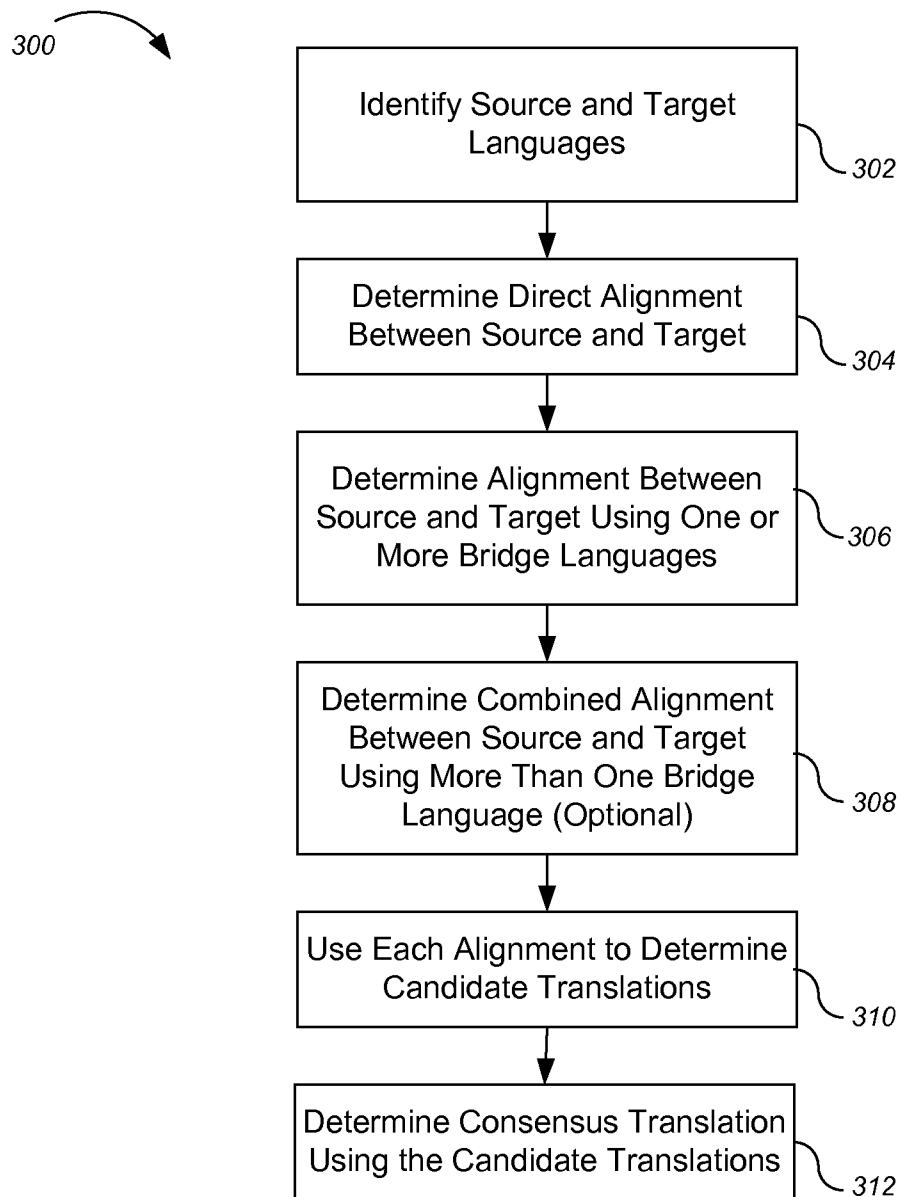 300
Identify Source and Target
Languages
302
Determine Direct Alignment
Between Source and Target
304
Determine Alignment Between
Source and Target Using One or
More Bridge Languages
306
Determine Combined Alignment
Between Source and Target
Using More Than One Bridge
Language (Optional)
308
Use Each Alignment to Determine
Candidate Translations
310
Determine Consensus Translation
Using the Candidate Translations
312